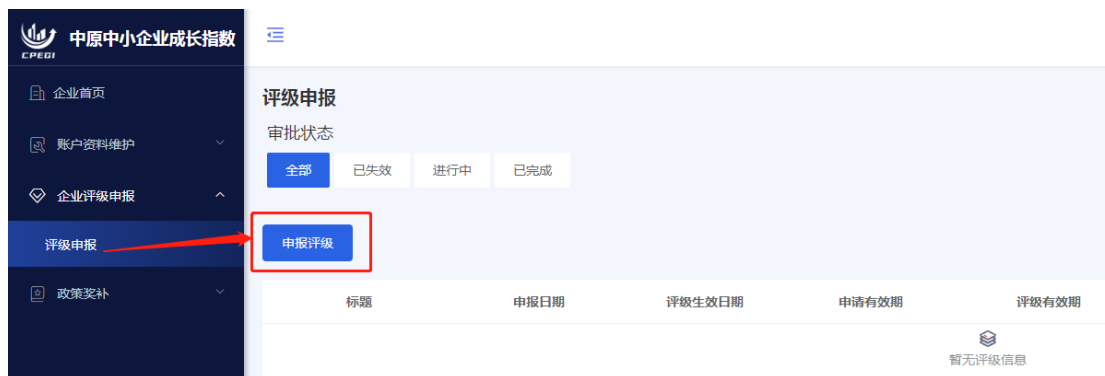 中原中小企业成长指数
CPEGI
企业首页
账户资料维护
企业评级申报
评级申报
政策奖补
评级申报
审批状态
全部 已失效 进行中 已完成
申报评级
标题 申报日期 评级生效日期 申请有效期 评级有效期
暂无评级信息